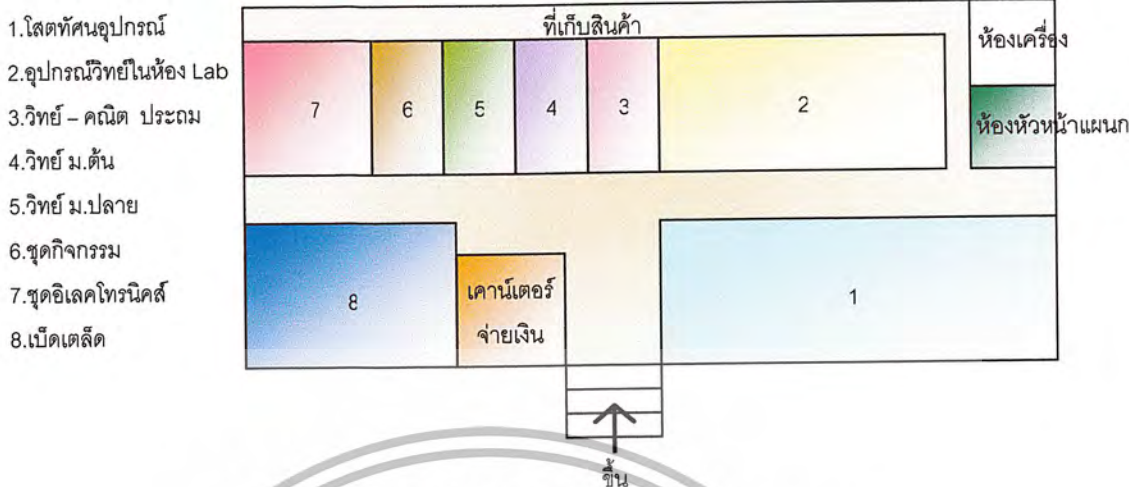 1.โสตทัศนอุปกรณ์
2.อุปกรณ์วิทย์ในห้อง Lab
3.วิทย์ – คณิต ประถม
4.วิทย์ ม.ต้น
5.วิทย์ ม.ปลาย
6.ชุดกิจกรรม
7.ชุดอิเลคโทรนิคส์
8.เบ็ดเตล็ด
ที่เก็บสินค้า
ห้องเครื่อง
7
6
5
4
3
2
ห้องหัวหน้าแผนก
8
เคาน์เตอร์
จ่ายเงิน
1
ขึ้น